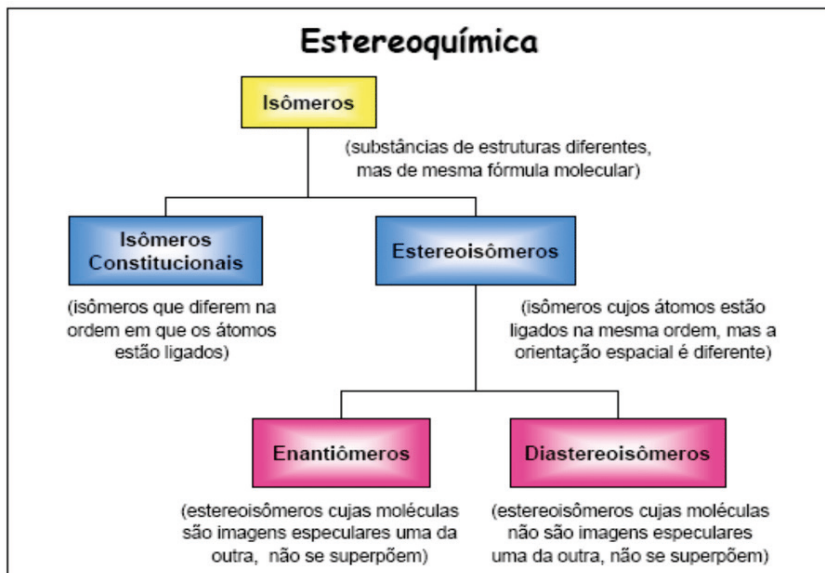 Estereoquímica
Isômeros
(substâncias de estruturas diferentes,
mas de mesma fórmula molecular)
Isômeros
Constitucionais
(isômeros que diferem na
ordem em que os átomos
estão ligados)
Estereoisômeros
(isômeros cujos átomos estão
ligados na mesma ordem, mas a
orientação espacial é diferente)
Enantiômeros
(estereoisômeros cujas moléculas
são imagens especulares uma da
outra, não se superpõem)
Diastereoisômeros
(estereoisômeros cujas moléculas
não são imagens especulares
uma da outra, não se superpõem)